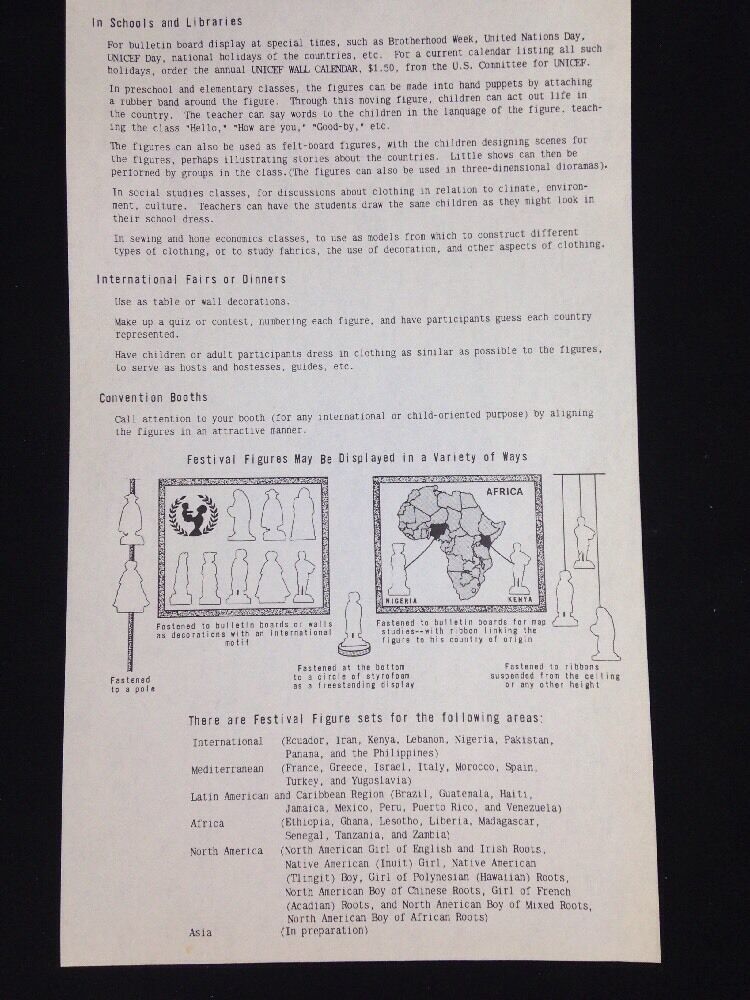 In Schools and Libraries
For bulletin board display at special times, such as Brotherhood Week, United Nations Day,
UNICEF Day, national holidays of the countries, etc. For a current calendar listing all such
holidays, order the annual UNICEF WALL CALENDAR, $1.50, from the U.S. Committee for UNICEF.
In preschool and elementary classes, the figures can be made into hand puppets by attaching
a rubber band around the figure. Through this moving figure, children can act out life in
the country. The teacher can say words to the children in the language of the figure, teach-
ing the class "Hello," "How are you," "Good-by," etc.
The figures can also be used as felt-board figures, with the children designing scenes for
the figures, perhaps illustrating stories about the countries. Little shows can then be
performed by groups in the class.(The figures can also be used in three-dimensional dioramas).
In social studies classes, for discussions about clothing in relation to climate, environ-
ment, culture. Teachers can have the students draw the same children as they might look in
their school dress.
In sewing and home economics classes, to use as models from which to construct different
types of clothing, or to study fabrics, the use of decoration, and other aspects of clothing.
International Fairs or Dinners
Use as table or wall decorations.
Make up a quiz or contest, numbering each figure, and have participants guess each country
represented.
Have children or adult participants dress in clothing as similar as possible to the figures,
to serve as hosts and hostesses, guides, etc.
Convention Booths
Call attention to your booth (for any international or child-oriented purpose) by aligning
the figures in an attractive manner.
Festival Figures May Be Displayed in a Variety of Ways
AFRICA
NIGERIA
KENYA
Fastened to bulletin boards or walls
as decorations with an international
motif
Fastened to bulletin boards for map
studies--with ribbon linking the
figure to his country of origin
Fastened
to a pole
Fastened at the bottom
to a circle of styrofoam
as a freestanding display
Fastened to ribbons
suspended from the ceiling
or any other height
There are Festival Figure sets for the following areas:
International (Ecuador, Iran, Kenya, Lebanon, Nigeria, Pakistan,
Panama, and the Philippines)
Mediterranean (France, Greece, Israel, Italy, Morocco, Spain,
Turkey, and Yugoslavia)
Latin American and Caribbean Region (Brazil, Guatemala, Haiti,
Jamaica, Mexico, Peru, Puerto Rico, and Venezuela)
Africa (Ethiopia, Ghana, Lesotho, Liberia, Madagascar,
Senegal, Tanzania, and Zambia)
North America (North American Girl of English and Irish Roots,
Native American (Inuit) Girl, Native American
(Tlingit) Boy, Girl of Polynesian (Hawaiian) Roots,
North American Boy of Chinese Roots, Girl of French
(Acadian) Roots, and North American Boy of Mixed Roots,
North American Boy of African Roots)
Asia (In preparation)